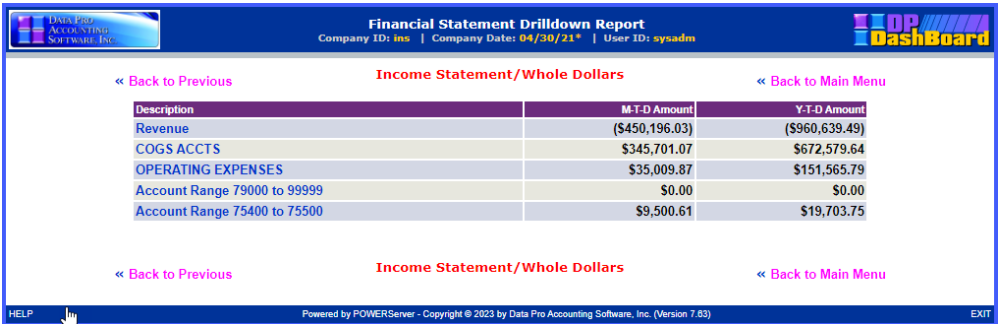 DATA PRO
ACCOUNTING
SOFTWARE, INC.
Financial Statement Drilldown Report
Company ID: ins | Company Date: 04/30/21* | User ID: sysadm
DP
DashBoard
« Back to Previous
Income Statement/Whole Dollars
« Back to Main Menu
Description M-T-D Amount Y-T-D Amount
Revenue ($450,196.03) ($960,639.49)
COGS ACCTS $345,701.07 $672,579.64
OPERATING EXPENSES $35,009.87 $151,565.79
Account Range 79000 to 99999 $0.00 $0.00
Account Range 75400 to 75500 $9,500.61 $19,703.75
« Back to Previous
Income Statement/Whole Dollars
« Back to Main Menu
HELP Powered by POWERServer - Copyright © 2023 by Data Pro Accounting Software, Inc. (Version 7.63) EXIT